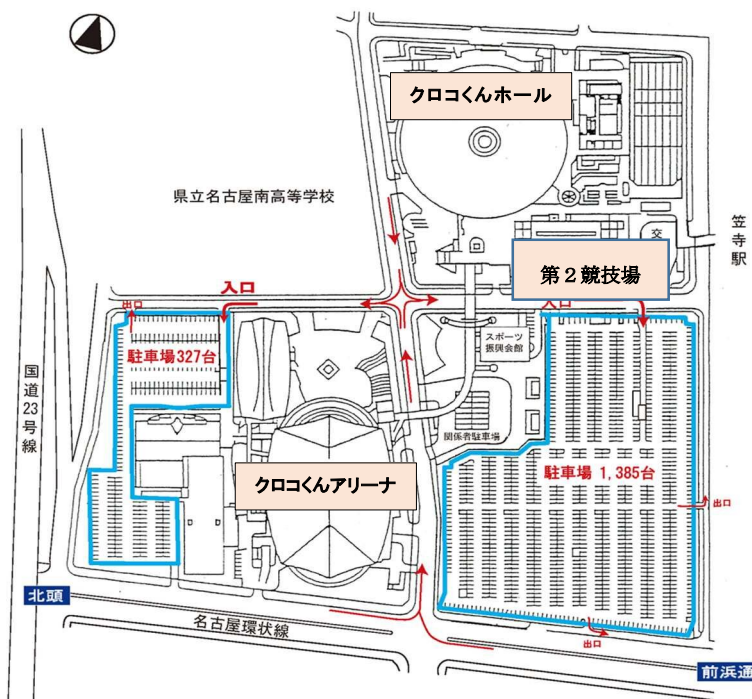 クロコくんホール
県立名古屋南高等学校
笠寺駅
交
第2競技場
入口
出口
入口
駐車場327台
スポーツ
振興会館
国道23号線
関係者駐車場
クロコくんアリーナ
駐車場 1,385台
出口
北頭
名古屋環状線
出口
前浜通